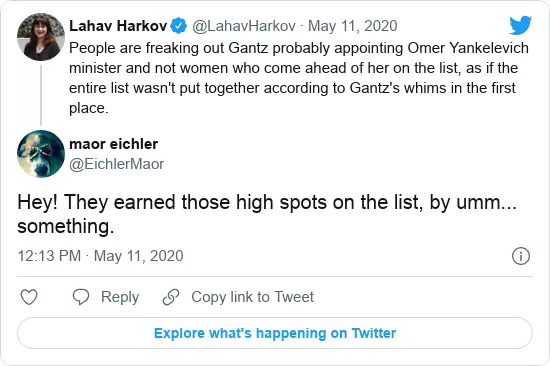 Lahav Harkov @LahavHarkov · May 11, 2020
People are freaking out Gantz probably appointing Omer Yankelevich
minister and not women who come ahead of her on the list, as if the
entire list wasn't put together according to Gantz's whims in the first
place.
maor eichler
@EichlerMaor
Hey! They earned those high spots on the list, by umm...
something.
12:13 PM · May 11, 2020
Reply Copy link to Tweet
Explore what's happening on Twitter